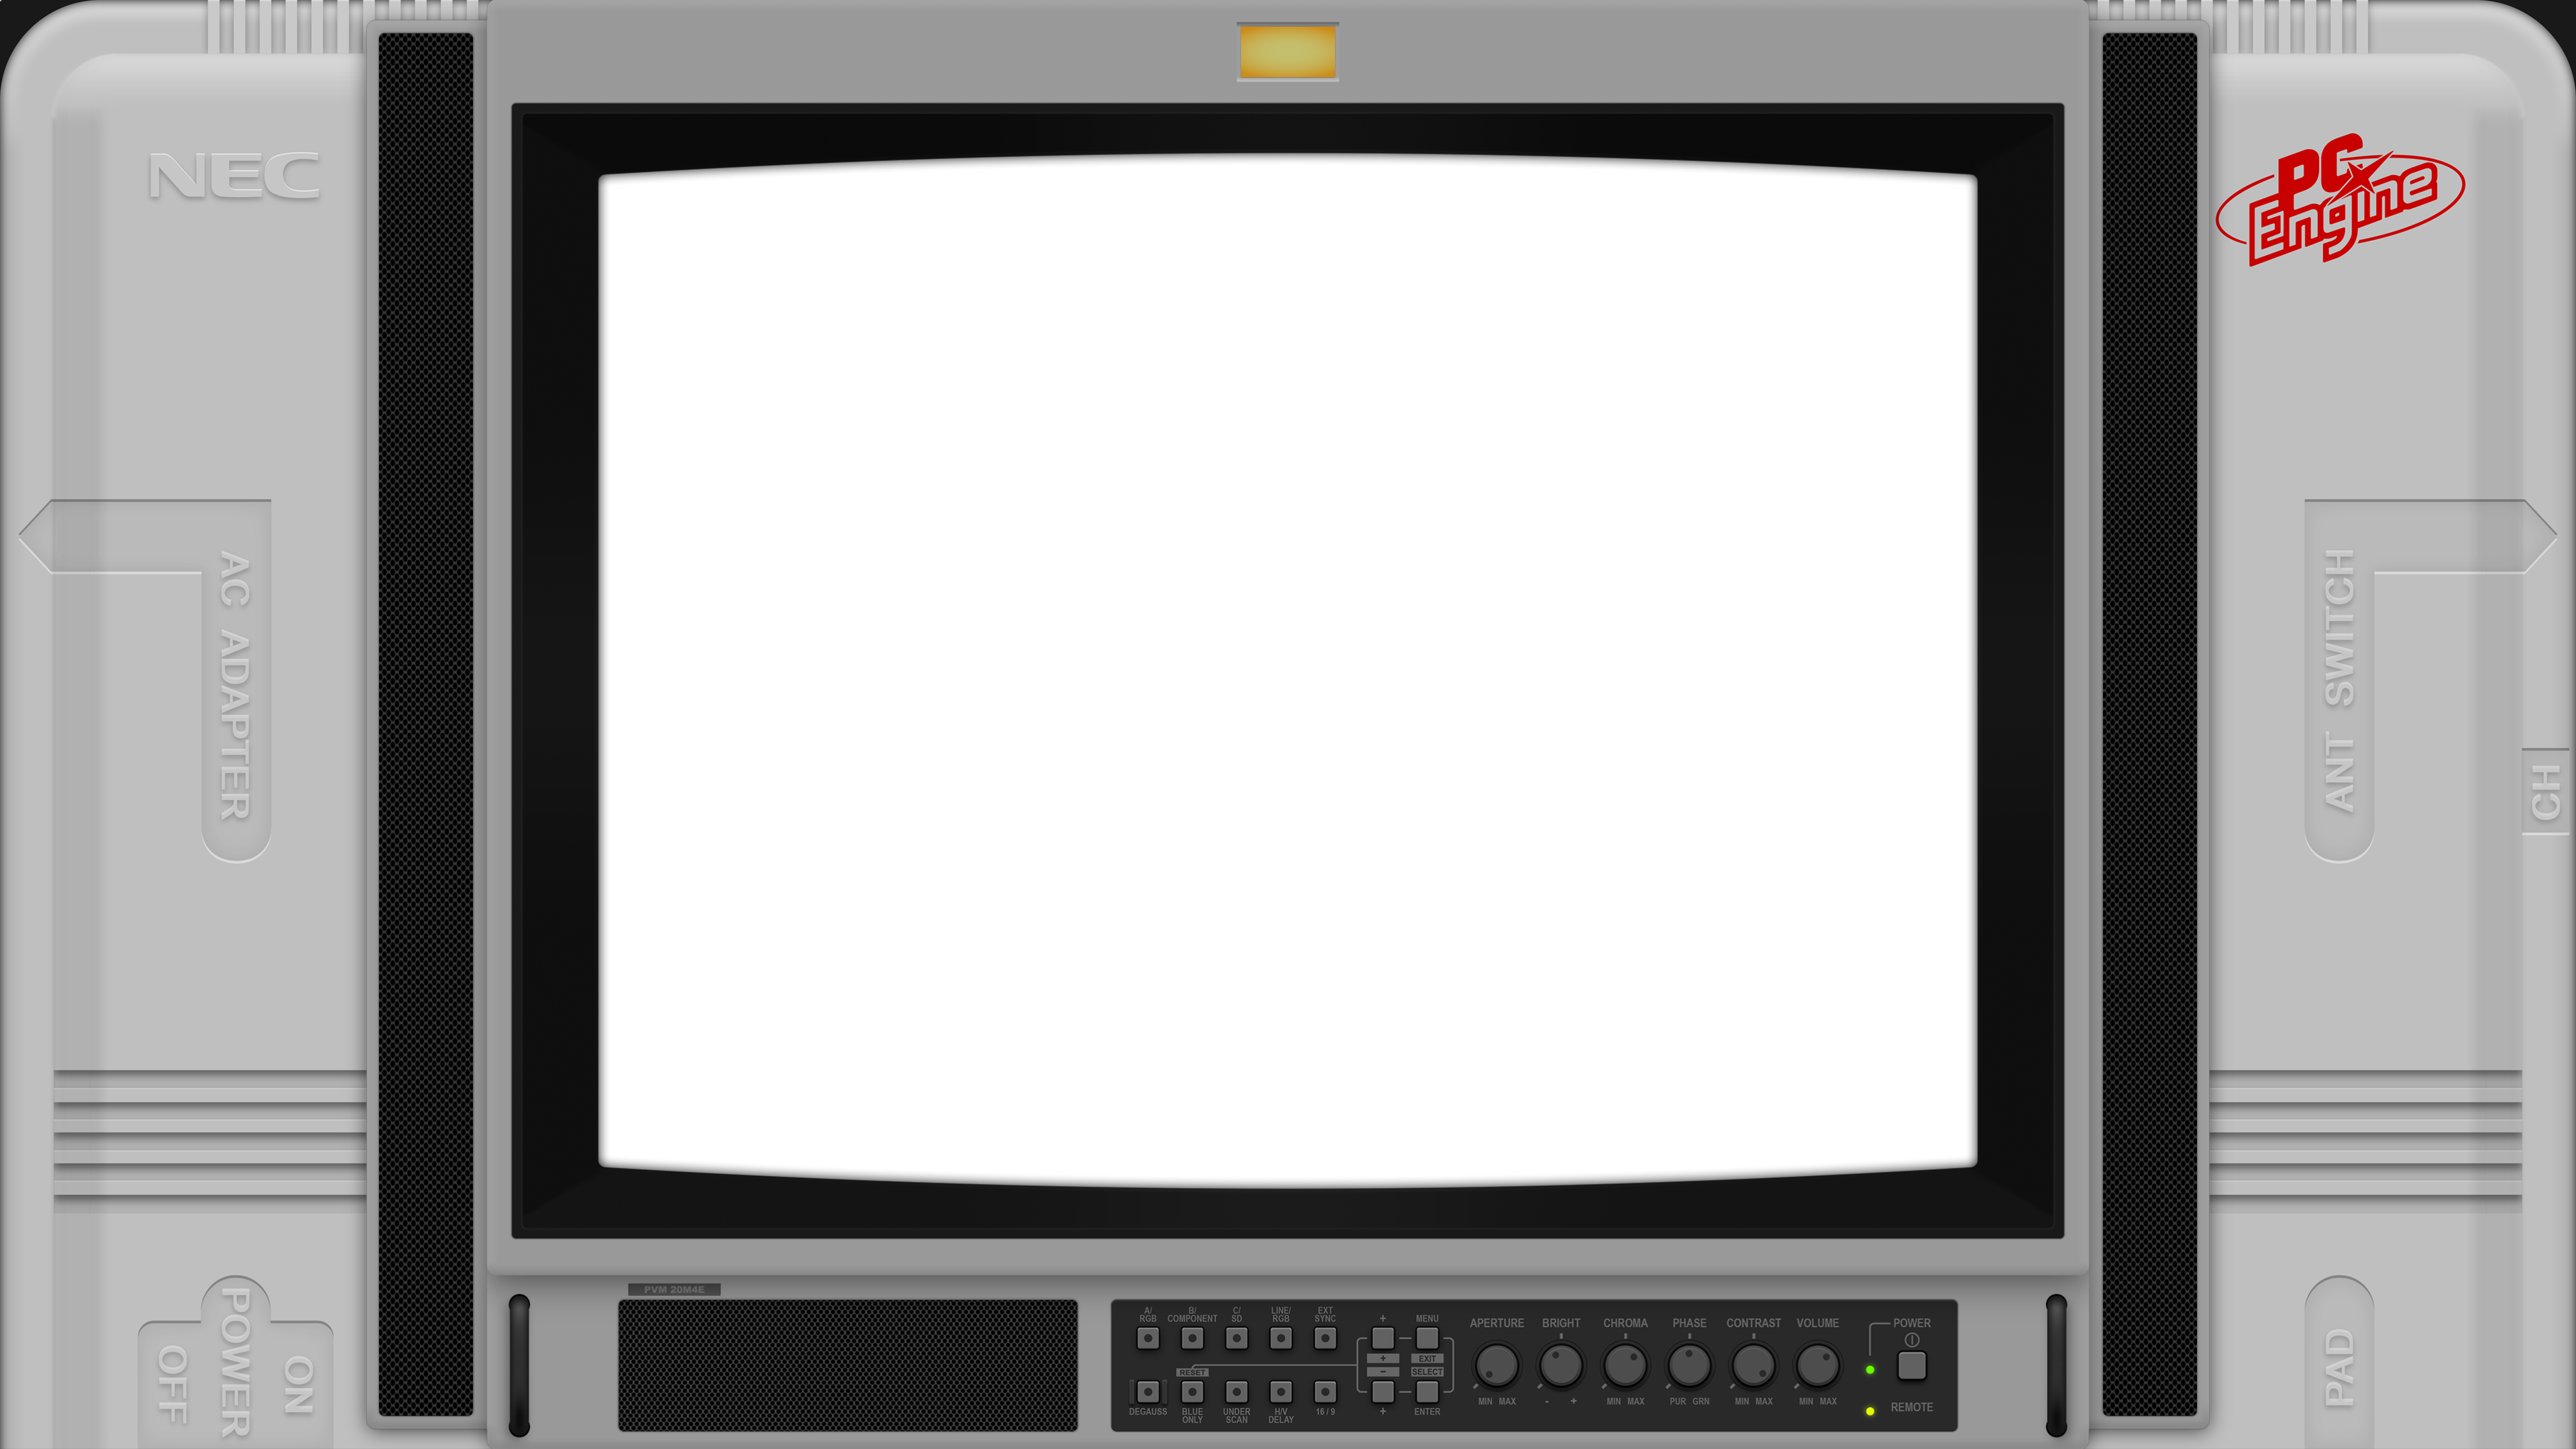 NEC
PC
Engine
AC ADAPTER
ANT SWITCH
CH
POWER
OFF
ON
PAD
PVM 20M4E
A/
RGB
B/
COMPONENT
C/
SD
LINE/
RGB
EXT
SYNC
+
MENU
+
EXIT
−
SELECT
RESET
DEGAUSS
BLUE
ONLY
UNDER
SCAN
H/V
DELAY
16 / 9
+
ENTER
APERTURE
BRIGHT
CHROMA
PHASE
CONTRAST
VOLUME
MIN MAX
- +
MIN MAX
PUR GRN
MIN MAX
MIN MAX
POWER
REMOTE